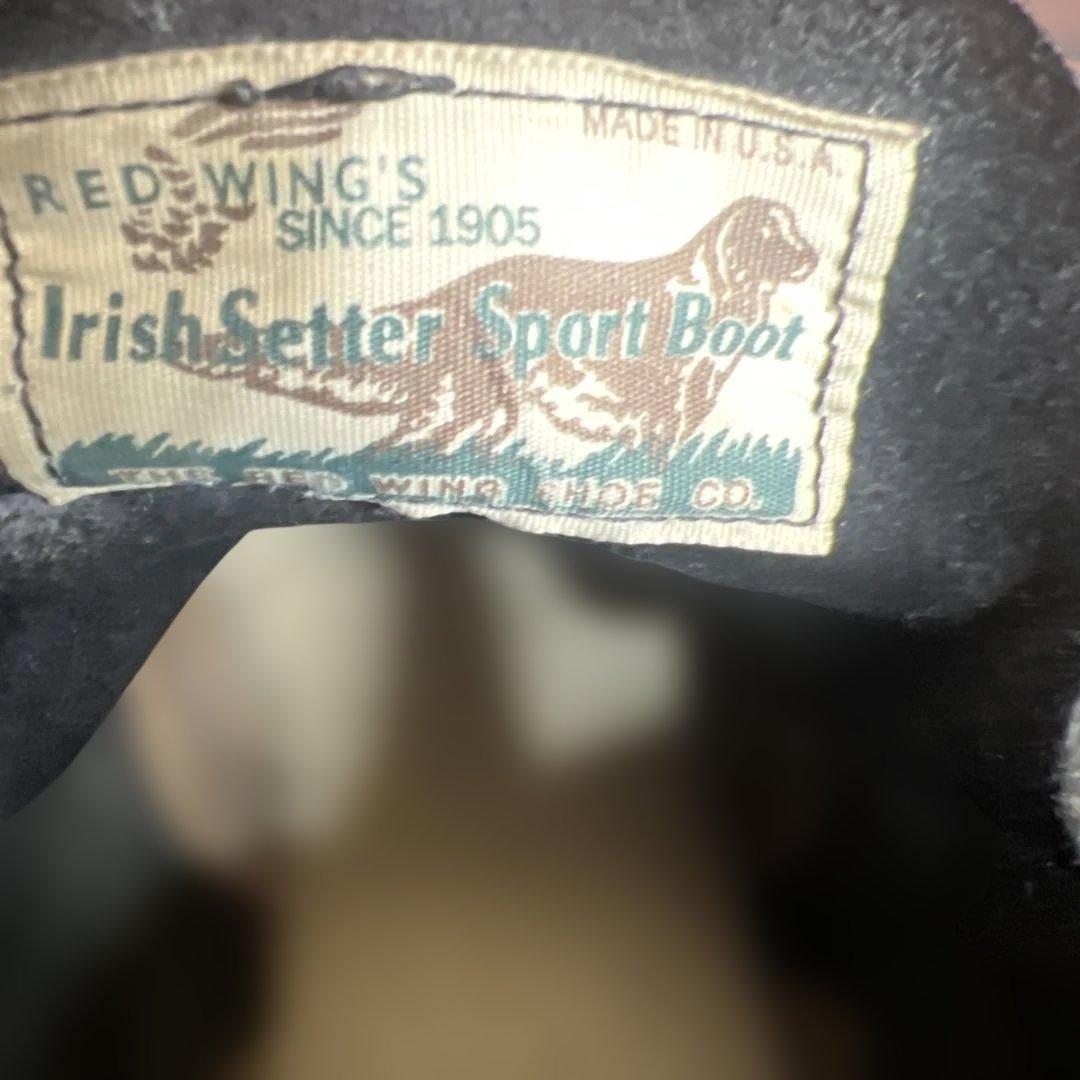 MADE IN U.S.A.
RED WING'S
SINCE 1905
Irish Setter Sport Boot
THE RED WING SHOE CO.